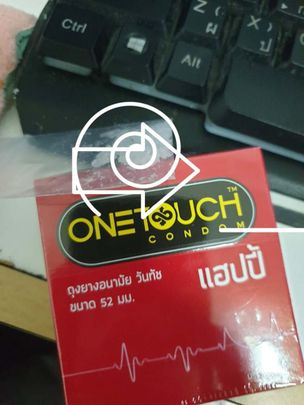 Ctrl
Alt
ONETOUCH™
CONDOM
ถุงยางอนามัย วันทัช
ขนาด 52 มม.
แฮปปี้